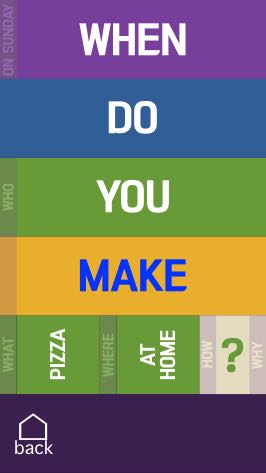 ON SUNDAY
WHEN
DO
WHO
YOU
MAKE
WHAT
PIZZA
WHERE
AT
HOME
HOW
?
WHY
back